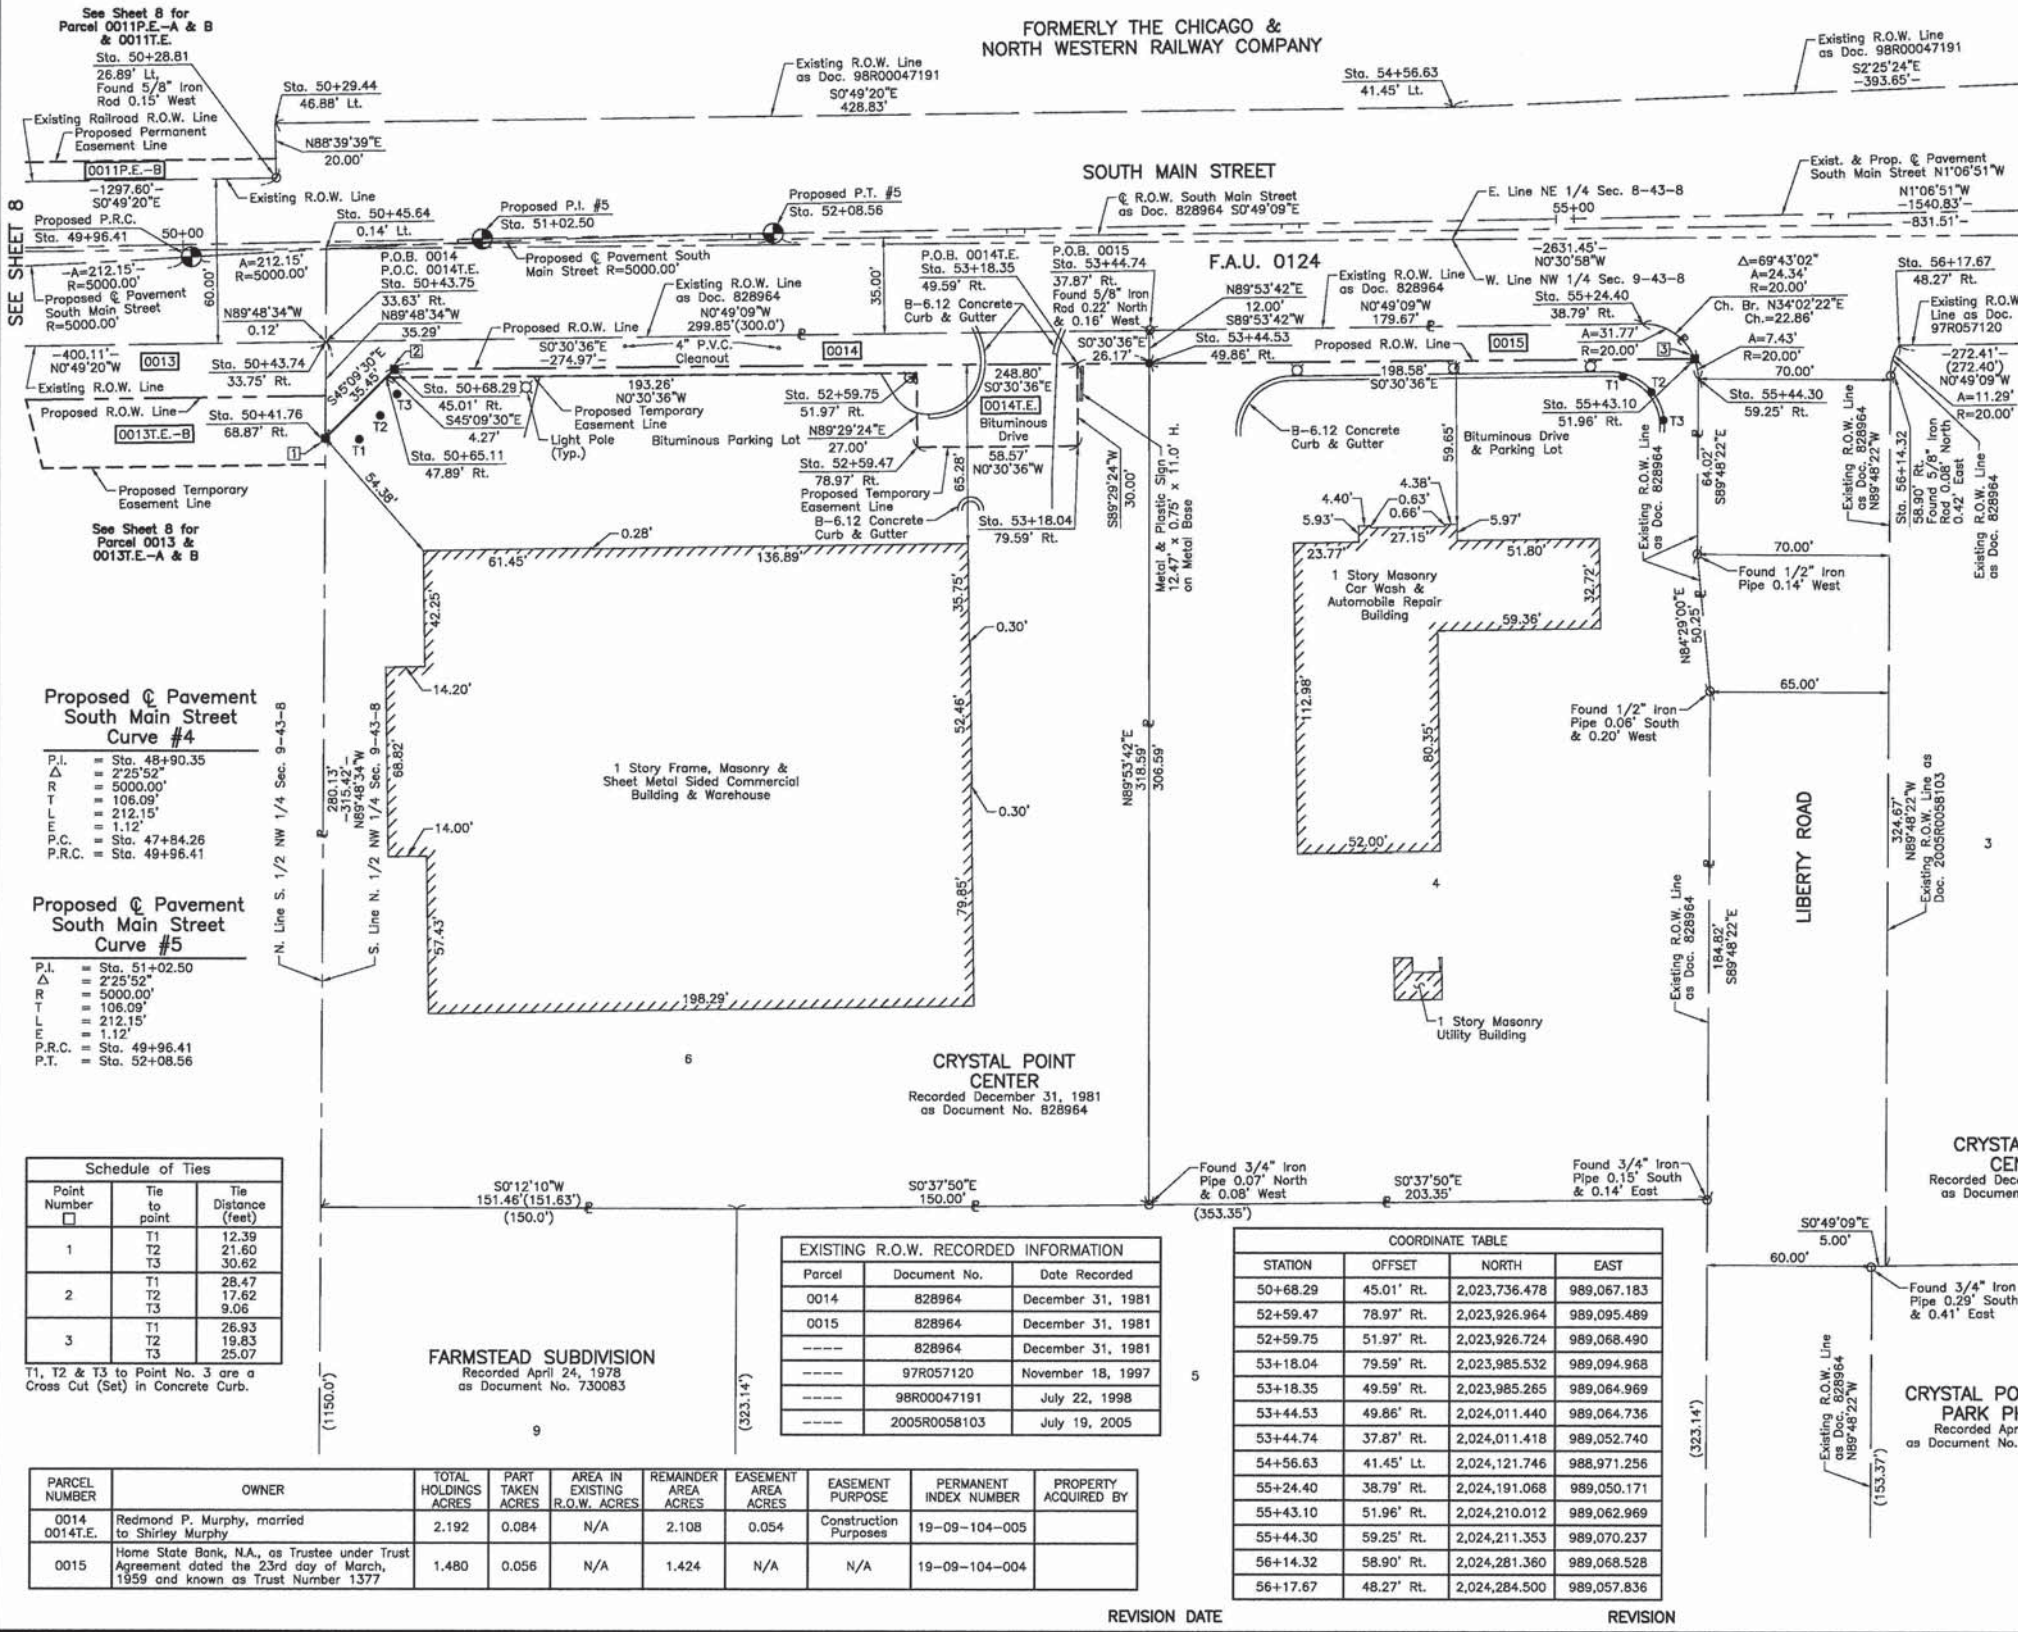 See Sheet 8 for
Parcel 0011P.E.-A & B
& 0011T.E.
Sta. 50+28.81
26.89' Lt,
Found 5/8" Iron
Rod 0.15' West
Existing Railroad R.O.W. Line
Proposed Permanent
Easement Line
0011P.E.-B
-1297.60'-
S0°49'20"E
Existing R.O.W. Line
Sta. 50+29.44
46.88' Lt.
N88°39'39"E
20.00'
FORMERLY THE CHICAGO &
NORTH WESTERN RAILWAY COMPANY
Existing R.O.W. Line
as Doc. 98R00047191
S0°49'20"E
428.83'
Sta. 54+56.63
41.45' Lt.
Existing R.O.W. Line
as Doc. 98R00047191
S2°25'24"E
-393.65'-
SOUTH MAIN STREET
℄ R.O.W. South Main Street
as Doc. 828964 S0°49'09"E
E. Line NE 1/4 Sec. 8-43-8
55+00
Exist. & Prop. ℄ Pavement
South Main Street N1°06'51"W
N1°06'51"W
-1540.83'-
-831.51'-
SEE SHEET 8
Proposed P.R.C.
Sta. 49+96.41
50+00
-A=212.15'-
R=5000.00'
Proposed ℄ Pavement
South Main Street
R=5000.00'
60.00'
A=212.15'
R=5000.00'
Sta. 50+45.64
0.14' Lt.
P.O.B. 0014
P.O.C. 0014T.E.
Sta. 50+43.75
33.63' Rt.
N89°48'34"W
35.29'
N89°48'34"W
0.12'
Proposed P.I. #5
Sta. 51+02.50
Proposed ℄ Pavement South
Main Street R=5000.00'
Proposed P.T. #5
Sta. 52+08.56
Existing R.O.W. Line
as Doc. 828964
N0°49'09"W
299.85'(300.0')
35.00'
P.O.B. 0014T.E.
Sta. 53+18.35
49.59' Rt.
B-6.12 Concrete
Curb & Gutter
P.O.B. 0015
Sta. 53+44.74
37.87' Rt.
Found 5/8" Iron
Rod 0.22' North
& 0.16' West
S0°30'36"E
26.17'
F.A.U. 0124
N89°53'42"E
12.00'
S89°53'42"W
Sta. 53+44.53
49.86' Rt.
Existing R.O.W. Line
as Doc. 828964
N0°49'09"W
179.67'
-2631.45'-
N0°30'58"W
W. Line NW 1/4 Sec. 9-43-8
Sta. 55+24.40
38.79' Rt.
Δ=69°43'02"
A=24.34'
R=20.00'
Ch. Br. N34°02'22"E
Ch.=22.86'
A=31.77'
R=20.00'
A=7.43'
R=20.00'
70.00'
Sta. 56+17.67
48.27' Rt.
Existing R.O.W
Line as Doc.
97R057120
-272.41'-
(272.40')
N0°49'09"W
A=11.29'
R=20.00'
-400.11'-
N0°49'20"W
0013
Existing R.O.W. Line
Proposed R.O.W. Line
0013T.E.-B
Proposed Temporary
Easement Line
Sta. 50+43.74
33.75' Rt.
Sta. 50+41.76
68.87' Rt.
S45°09'30"E
35.45'
1
2
T1
T2
T3
Sta. 50+68.29
45.01' Rt.
S45°09'30"E
4.27'
Sta. 50+65.11
47.89' Rt.
Proposed R.O.W. Line
S0°30'36"E
-274.97'-
4" P.V.C.
Cleanout
0014
193.26'
N0°30'36"W
Proposed Temporary
Easement Line
Light Pole
(Typ.)
Bituminous Parking Lot
Sta. 52+59.75
51.97' Rt.
N89°29'24"E
27.00'
Sta. 52+59.47
78.97' Rt.
Proposed Temporary
Easement Line
B-6.12 Concrete
Curb & Gutter
248.80'
S0°30'36"E
0014T.E.
Bituminous
Drive
58.57'
N0°30'36"W
65.28'
Sta. 53+18.04
79.59' Rt.
S89°29'24"W
30.00'
Metal & Plastic Sign
12.47' x 0.75' x 11.0' H.
on Metal Base
Proposed R.O.W. Line
0015
198.58'
S0°30'36"E
B-6.12 Concrete
Curb & Gutter
59.65'
Bituminous Drive
& Parking Lot
3
T1
T2
T3
Sta. 55+43.10
51.96' Rt.
Sta. 55+44.30
59.25' Rt.
Existing R.O.W. Line
as Doc. 828964
64.02'
S89°48'22"E
Existing R.O.W. Line
as Doc. 828964
N89°48'22"W
Sta. 56+14.32
58.90' Rt.
Found 5/8" Iron
Rod 0.08' North
0.42' East
Existing R.O.W. Line
as Doc. 828964
See Sheet 8 for
Parcel 0013 &
0013T.E.-A & B
54.38'
0.28'
61.45'
136.89'
42.25'
14.20'
68.82'
14.00'
57.43'
198.29'
35.75'
0.30'
52.46'
0.30'
79.85'
1 Story Frame, Masonry &
Sheet Metal Sided Commercial
Building & Warehouse
4.40'
4.38'
0.63'
0.66'
5.93'
5.97'
23.77'
27.15'
51.80'
32.72'
59.36'
1 Story Masonry
Car Wash &
Automobile Repair
Building
112.98'
80.35'
52.00'
4
1 Story Masonry
Utility Building
70.00'
Found 1/2" Iron
Pipe 0.14' West
N84°29'00"E
50.25'
65.00'
Found 1/2" Iron
Pipe 0.06' South
& 0.20' West
LIBERTY ROAD
324.67'
N89°48'22"W
Existing R.O.W. Line as
Doc. 2005R0058103
3
Existing R.O.W. Line
as Doc. 828964
184.82'
S89°48'22"E
N89°53'42"E
318.59'
306.59'
Proposed ℄ Pavement
South Main Street
Curve #4
P.I. = Sta. 48+90.35
Δ = 2°25'52"
R = 5000.00'
T = 106.09'
L = 212.15'
E = 1.12'
P.C. = Sta. 47+84.26
P.R.C. = Sta. 49+96.41
Proposed ℄ Pavement
South Main Street
Curve #5
P.I. = Sta. 51+02.50
Δ = 2°25'52"
R = 5000.00'
T = 106.09'
L = 212.15'
E = 1.12'
P.R.C. = Sta. 49+96.41
P.T. = Sta. 52+08.56
N. Line S. 1/2 NW 1/4 Sec. 9-43-8
280.13'
-315.42'-
N89°48'34"W
S. Line N. 1/2 NW 1/4 Sec. 9-43-8
6
CRYSTAL POINT
CENTER
Recorded December 31, 1981
as Document No. 828964
Schedule of Ties
Point Number □ Tie to point Tie Distance (feet)
1 T1 12.39
T2 21.60
T3 30.62
2 T1 28.47
T2 17.62
T3 9.06
3 T1 26.93
T2 19.83
T3 25.07
T1, T2 & T3 to Point No. 3 are a
Cross Cut (Set) in Concrete Curb.
S0°12'10"W
151.46'(151.63')
(150.0')
S0°37'50"E
150.00'
Found 3/4" Iron
Pipe 0.07' North
& 0.08' West
(353.35')
S0°37'50"E
203.35'
Found 3/4" Iron
Pipe 0.15' South
& 0.14' East
CRYSTA
CEN
Recorded Dec
as Documen
S0°49'09"E
5.00'
60.00'
Found 3/4" Iron
Pipe 0.29' South
& 0.41' East
(1150.0')
FARMSTEAD SUBDIVISION
Recorded April 24, 1978
as Document No. 730083
9
(323.14')
EXISTING R.O.W. RECORDED INFORMATION
Parcel Document No. Date Recorded
0014 828964 December 31, 1981
0015 828964 December 31, 1981
---- 828964 December 31, 1981
---- 97R057120 November 18, 1997
---- 98R00047191 July 22, 1998
---- 2005R0058103 July 19, 2005
5
COORDINATE TABLE
STATION OFFSET NORTH EAST
50+68.29 45.01' Rt. 2,023,736.478 989,067.183
52+59.47 78.97' Rt. 2,023,926.964 989,095.489
52+59.75 51.97' Rt. 2,023,926.724 989,068.490
53+18.04 79.59' Rt. 2,023,985.532 989,094.968
53+18.35 49.59' Rt. 2,023,985.265 989,064.969
53+44.53 49.86' Rt. 2,024,011.440 989,064.736
53+44.74 37.87' Rt. 2,024,011.418 989,052.740
54+56.63 41.45' Lt. 2,024,121.746 988,971.256
55+24.40 38.79' Rt. 2,024,191.068 989,050.171
55+43.10 51.96' Rt. 2,024,210.012 989,062.969
55+44.30 59.25' Rt. 2,024,211.353 989,070.237
56+14.32 58.90' Rt. 2,024,281.360 989,068.528
56+17.67 48.27' Rt. 2,024,284.500 989,057.836
(323.14')
Existing R.O.W. Line
as Doc. 828964
N89°48'22"W
(153.37')
CRYSTAL PO
PARK PH
Recorded Apr
as Document No.
PARCEL NUMBER OWNER TOTAL HOLDINGS ACRES PART TAKEN ACRES AREA IN EXISTING R.O.W. ACRES REMAINDER AREA ACRES EASEMENT AREA ACRES EASEMENT PURPOSE PERMANENT INDEX NUMBER PROPERTY ACQUIRED BY
0014 0014T.E. Redmond P. Murphy, married to Shirley Murphy 2.192 0.084 N/A 2.108 0.054 Construction Purposes 19-09-104-005
0015 Home State Bank, N.A., as Trustee under Trust Agreement dated the 23rd day of March, 1959 and known as Trust Number 1377 1.480 0.056 N/A 1.424 N/A N/A 19-09-104-004
REVISION DATE
REVISION